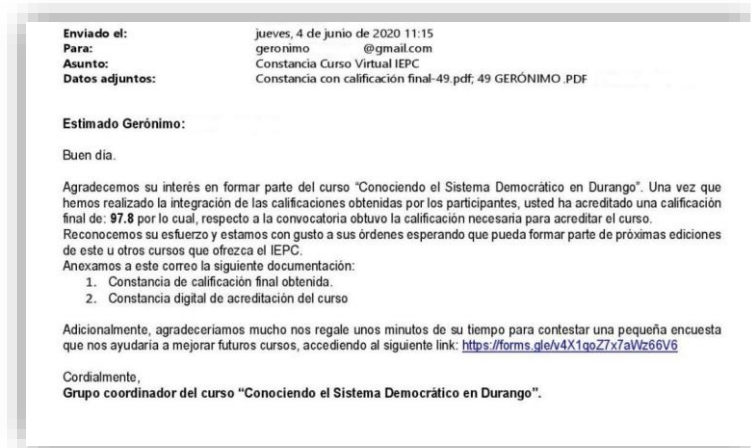 Enviado el: jueves, 4 de junio de 2020 11:15
Para: geronimo @gmail.com
Asunto: Constancia Curso Virtual IEPC
Datos adjuntos: Constancia con calificación final-49.pdf; 49 GERÓNIMO .PDF
Estimado Gerónimo:
Buen día.
Agradecemos su interés en formar parte del curso “Conociendo el Sistema Democrático en Durango”. Una vez que
hemos realizado la integración de las calificaciones obtenidas por los participantes, usted ha acreditado una calificación
final de: 97.8 por lo cual, respecto a la convocatoria obtuvo la calificación necesaria para acreditar el curso.
Reconocemos su esfuerzo y estamos con gusto a sus órdenes esperando que pueda formar parte de próximas ediciones
de este u otros cursos que ofrezca el IEPC.
Anexamos a este correo la siguiente documentación:
1. Constancia de calificación final obtenida.
2. Constancia digital de acreditación del curso
Adicionalmente, agradeceríamos mucho nos regale unos minutos de su tiempo para contestar una pequeña encuesta
que nos ayudaría a mejorar futuros cursos, accediendo al siguiente link: https://forms.gle/v4X1qoZ7x7aWz66V6
Cordialmente,
Grupo coordinador del curso “Conociendo el Sistema Democrático en Durango”.